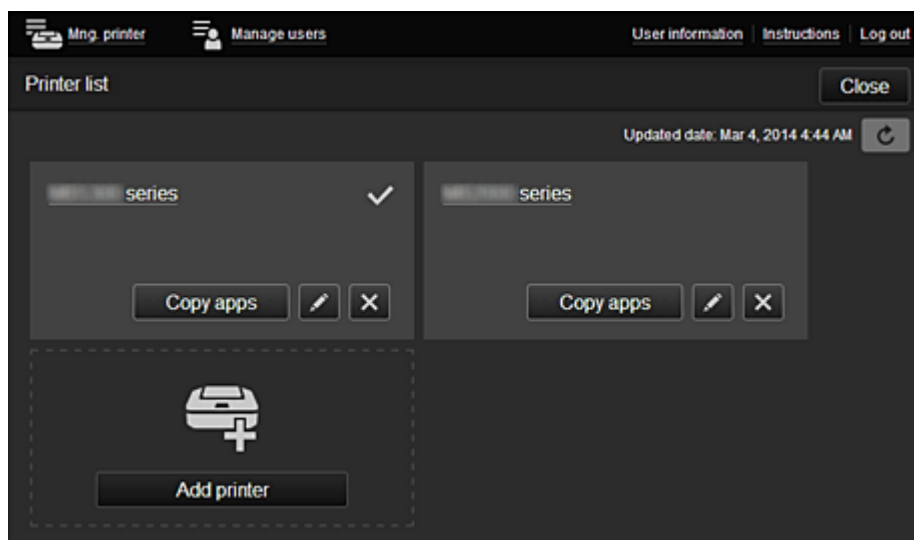 Mng. printer Manage users User information Instructions Log out
Printer list Close
Updated date: Mar 4, 2014 4:44 AM
series series
Copy apps Copy apps
Add printer